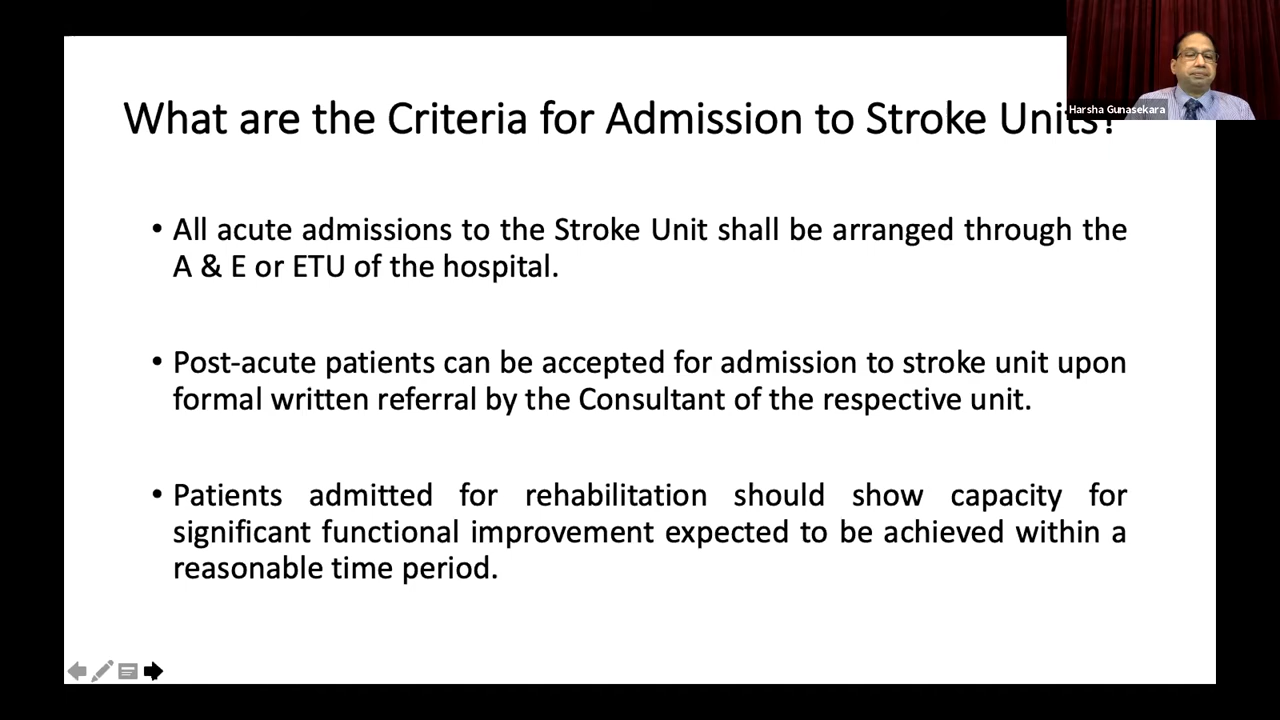 What are the Criteria for Admission to Stroke Units?
Harsha Gunasekara
• All acute admissions to the Stroke Unit shall be arranged through the
A & E or ETU of the hospital.
• Post-acute patients can be accepted for admission to stroke unit upon
formal written referral by the Consultant of the respective unit.
• Patients admitted for rehabilitation should show capacity for
significant functional improvement expected to be achieved within a
reasonable time period.